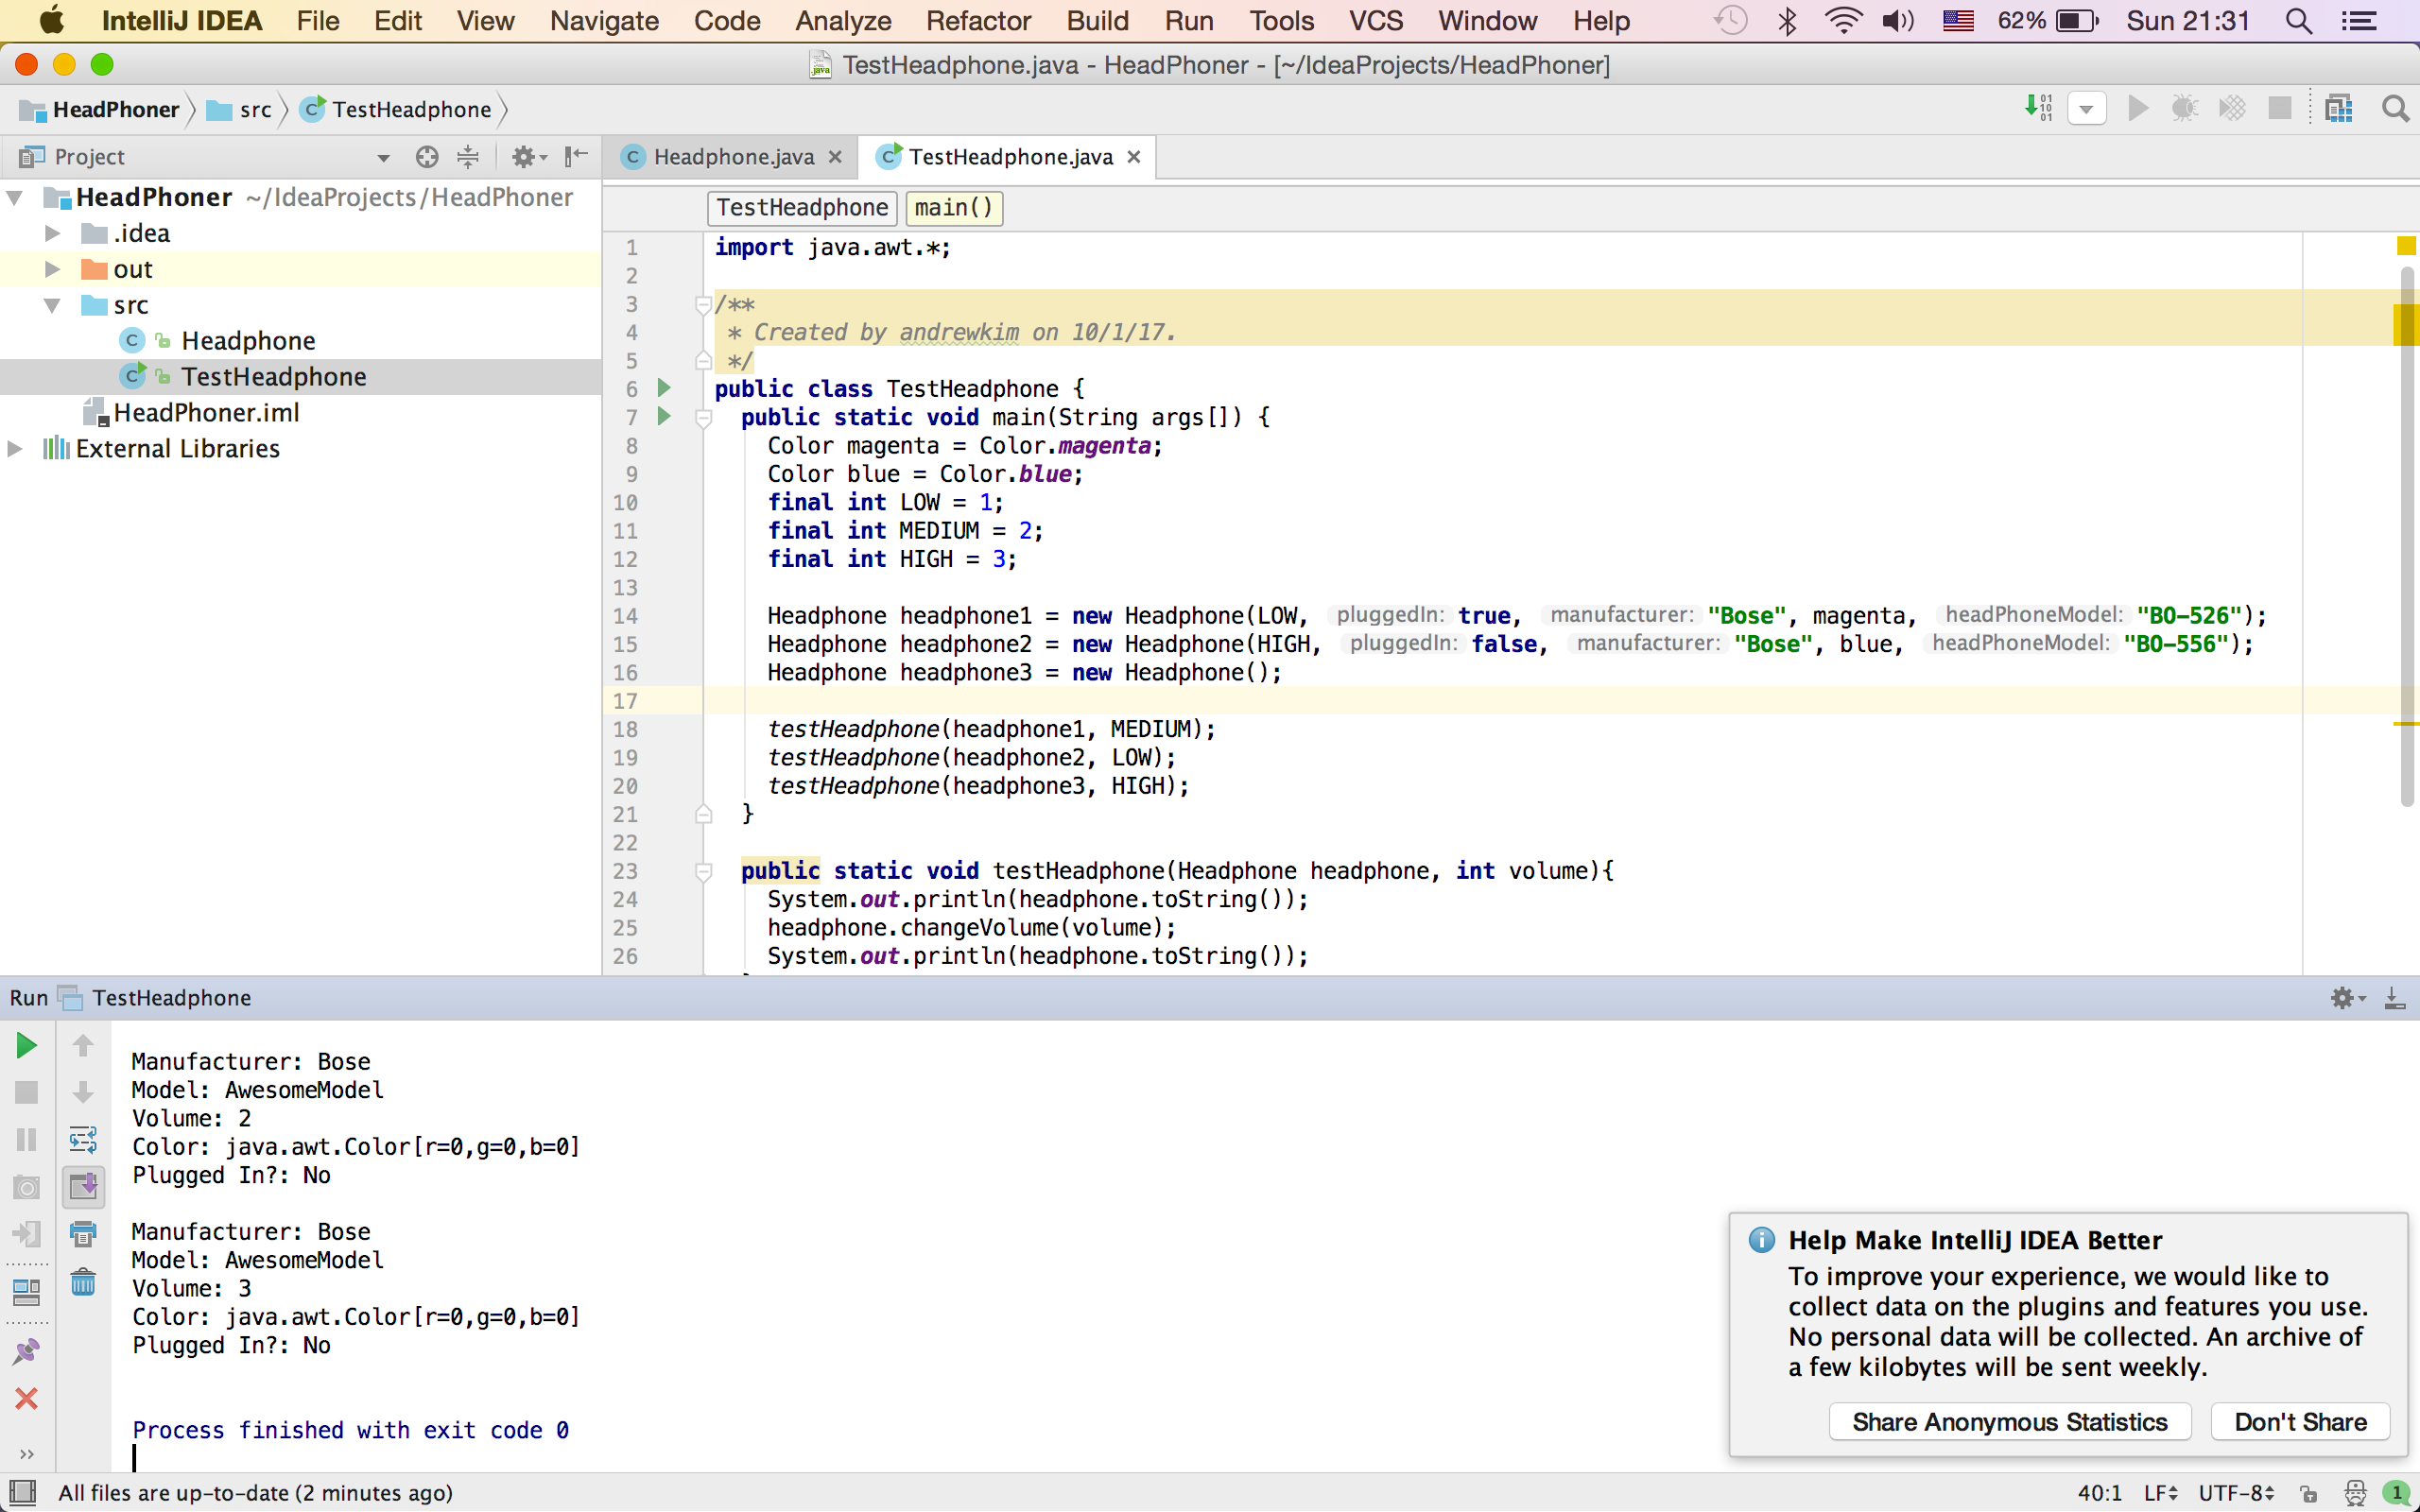 IntelliJ IDEA File Edit View Navigate Code Analyze Refactor Build Run Tools VCS Window Help 62% Sun 21:31
TestHeadphone.java - HeadPhoner - [~/IdeaProjects/HeadPhoner]
HeadPhoner src TestHeadphone
Project
HeadPhoner ~/IdeaProjects/HeadPhoner
.idea
out
src
Headphone
TestHeadphone
HeadPhoner.iml
External Libraries
Headphone.java TestHeadphone.java
TestHeadphone main()
1 import java.awt.*;
2
3 /**
4 * Created by andrewkim on 10/1/17.
5 */
6 public class TestHeadphone {
7 public static void main(String args[]) {
8 Color magenta = Color.magenta;
9 Color blue = Color.blue;
10 final int LOW = 1;
11 final int MEDIUM = 2;
12 final int HIGH = 3;
13
14 Headphone headphone1 = new Headphone(LOW, pluggedIn: true, manufacturer: "Bose", magenta, headPhoneModel: "BO-526");
15 Headphone headphone2 = new Headphone(HIGH, pluggedIn: false, manufacturer: "Bose", blue, headPhoneModel: "BO-556");
16 Headphone headphone3 = new Headphone();
17
18 testHeadphone(headphone1, MEDIUM);
19 testHeadphone(headphone2, LOW);
20 testHeadphone(headphone3, HIGH);
21 }
22
23 public static void testHeadphone(Headphone headphone, int volume){
24 System.out.println(headphone.toString());
25 headphone.changeVolume(volume);
26 System.out.println(headphone.toString());
Run TestHeadphone
Manufacturer: Bose
Model: AwesomeModel
Volume: 2
Color: java.awt.Color[r=0,g=0,b=0]
Plugged In?: No
Manufacturer: Bose
Model: AwesomeModel
Volume: 3
Color: java.awt.Color[r=0,g=0,b=0]
Plugged In?: No
Process finished with exit code 0
Help Make IntelliJ IDEA Better
To improve your experience, we would like to
collect data on the plugins and features you use.
No personal data will be collected. An archive of
a few kilobytes will be sent weekly.
Share Anonymous Statistics Don't Share
All files are up-to-date (2 minutes ago) 40:1 LF UTF-8 1